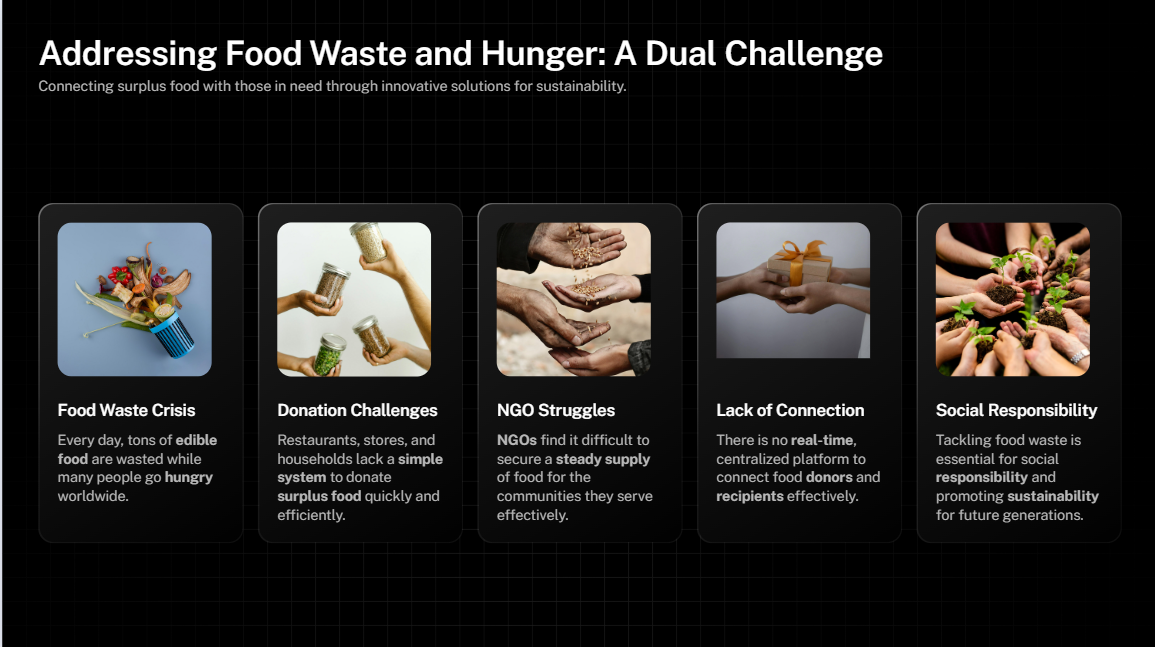 Addressing Food Waste and Hunger: A Dual Challenge
Connecting surplus food with those in need through innovative solutions for sustainability.
Food Waste Crisis
Every day, tons of edible
food are wasted while
many people go hungry
worldwide.
Donation Challenges
Restaurants, stores, and
households lack a simple
system to donate
surplus food quickly and
efficiently.
NGO Struggles
NGOs find it difficult to
secure a steady supply
of food for the
communities they serve
effectively.
Lack of Connection
There is no real-time,
centralized platform to
connect food donors and
recipients effectively.
Social Responsibility
Tackling food waste is
essential for social
responsibility and
promoting sustainability
for future generations.